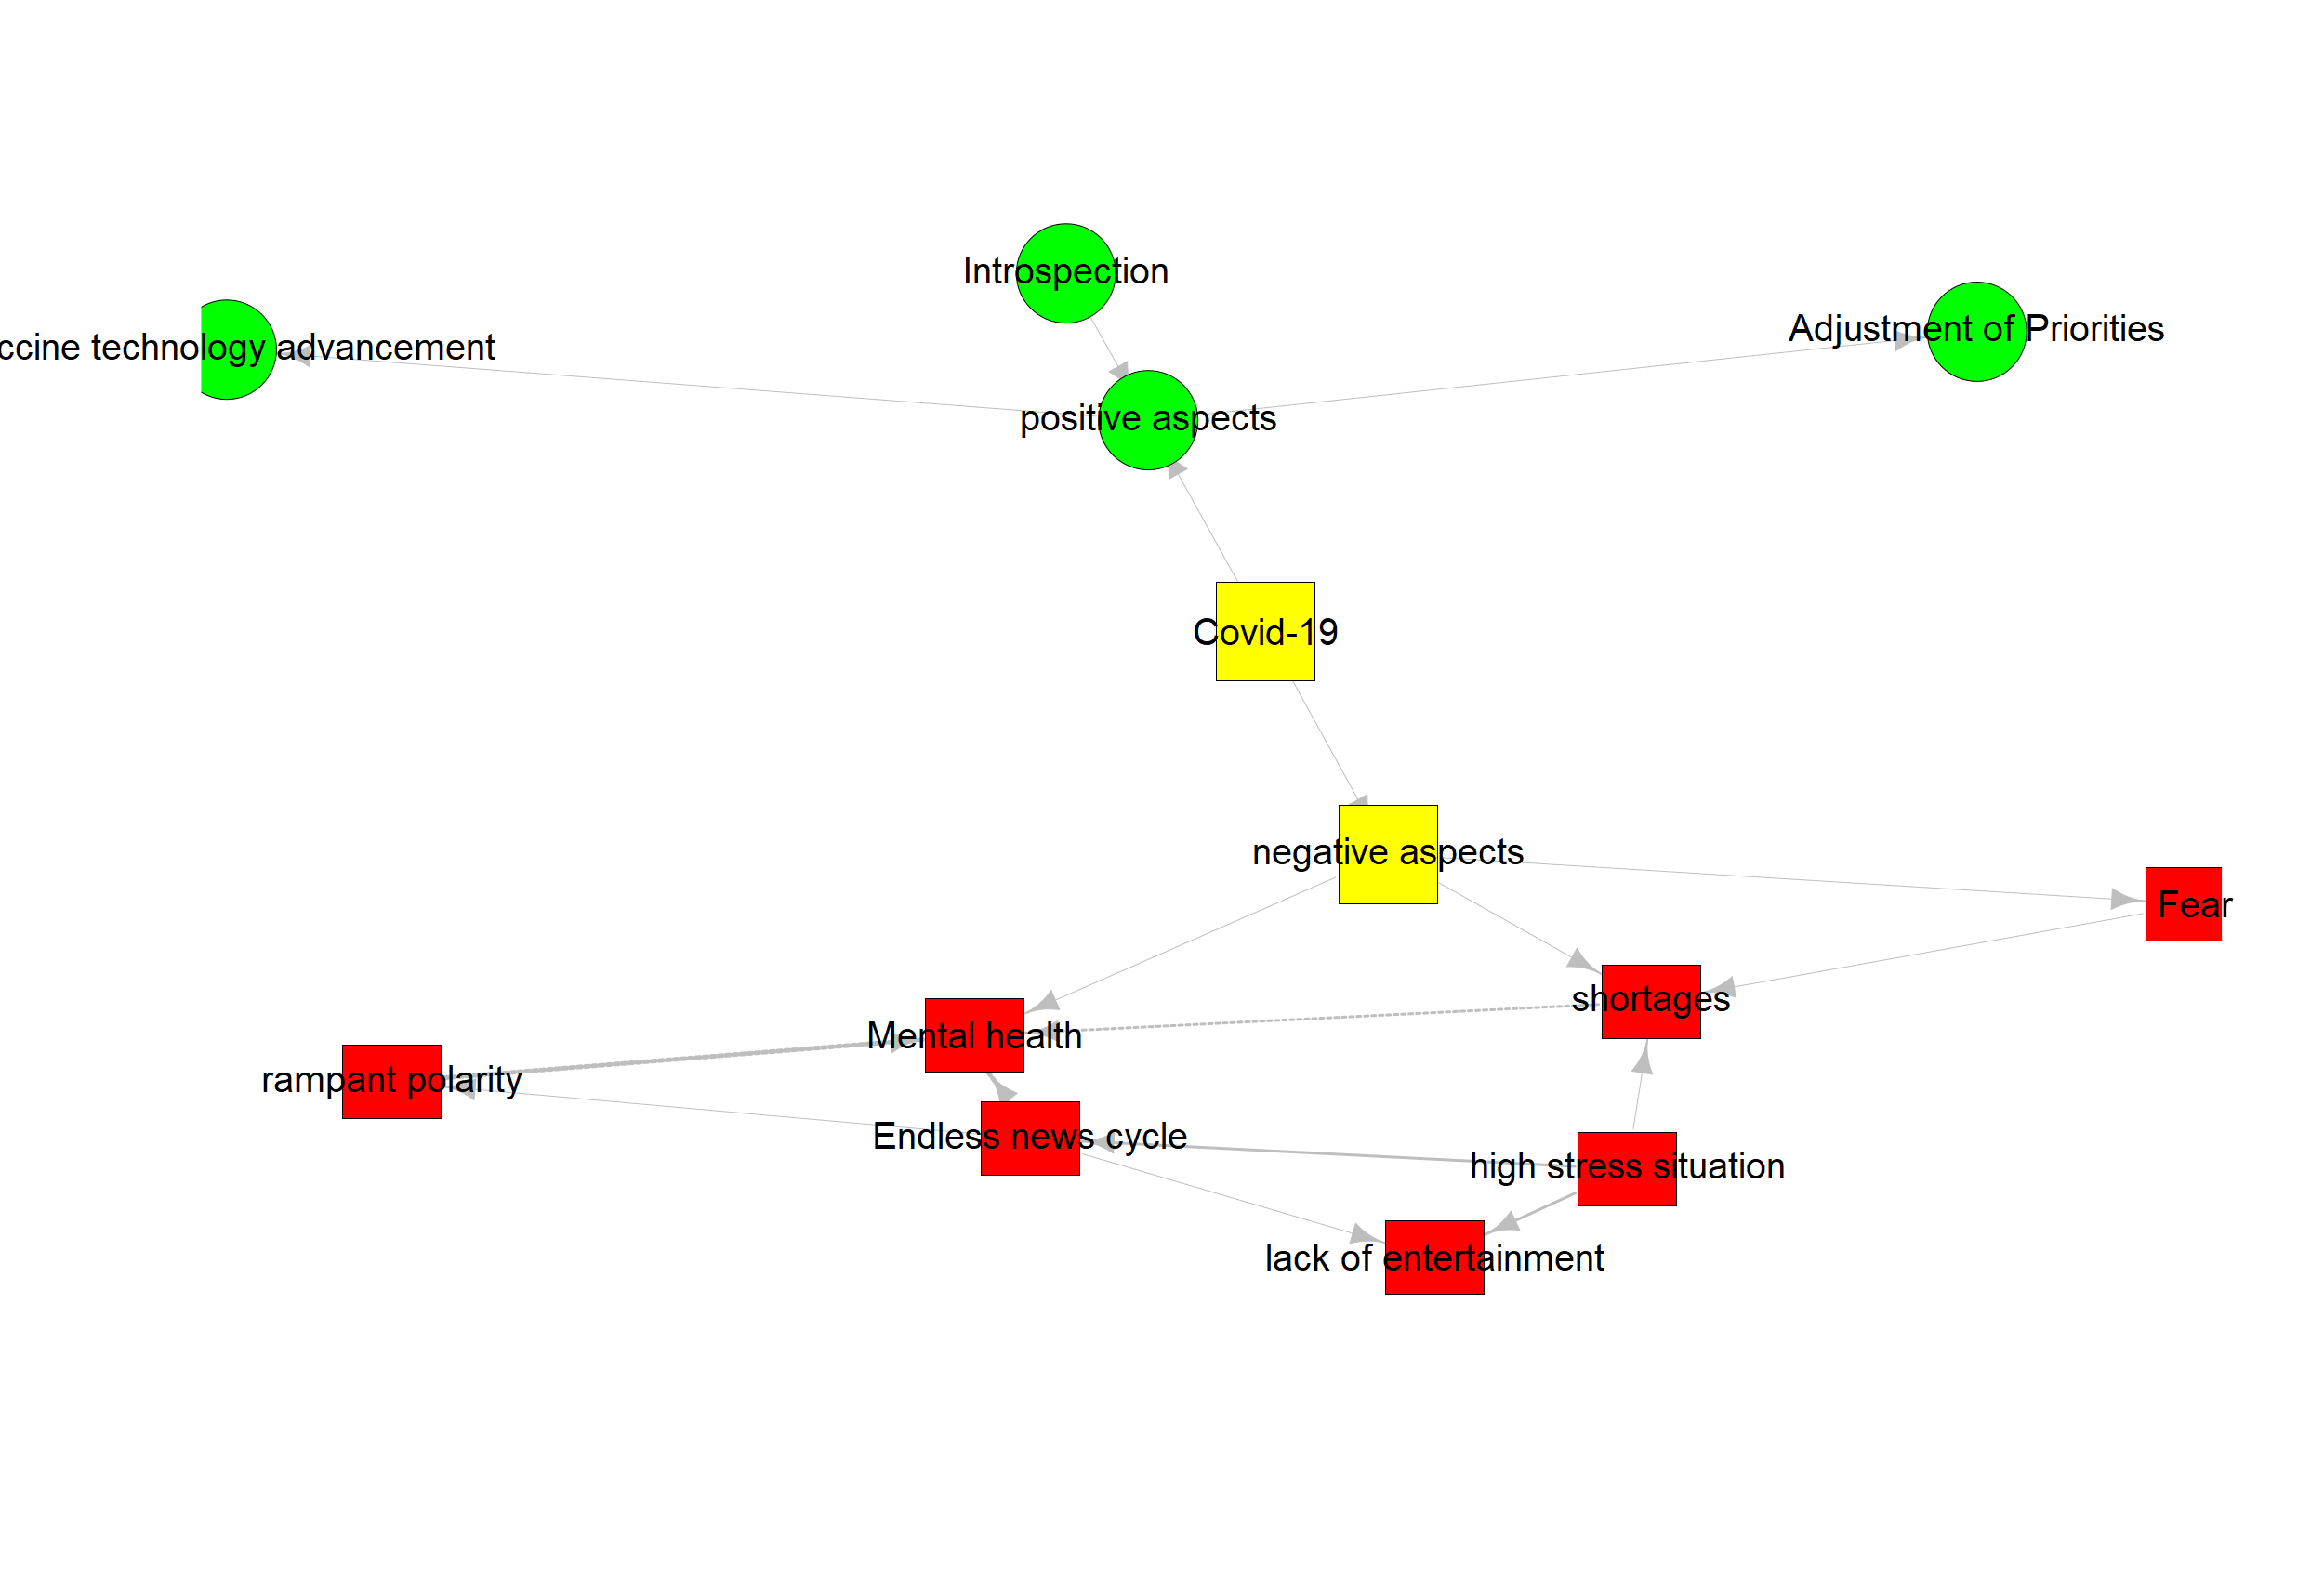 Introspection
Adjustment of Priorities
ccine technology advancement
positive aspects
Covid-19
negative aspects
Fear
shortages
Mental health
rampant polarity
Endless news cycle
high stress situation
lack of entertainment